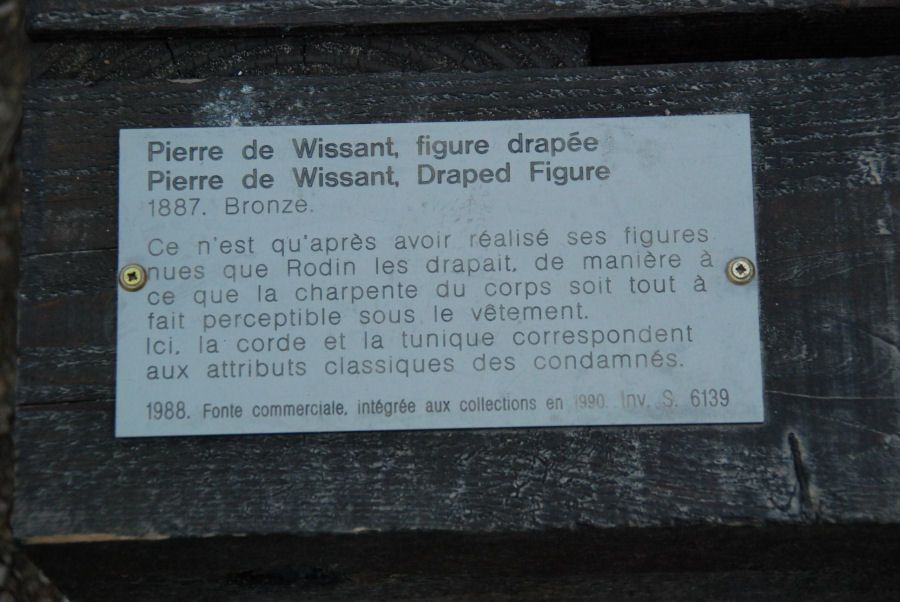 Pierre de Wissant, figure drapée
Pierre de Wissant, Draped Figure
1887. Bronze.
Ce n'est qu'après avoir réalisé ses figures
nues que Rodin les drapait, de manière à
ce que la charpente du corps soit tout à
fait perceptible sous le vêtement.
Ici, la corde et la tunique correspondent
aux attributs classiques des condamnés.
1988. Fonte commerciale, intégrée aux collections en 1990. Inv. S. 6139